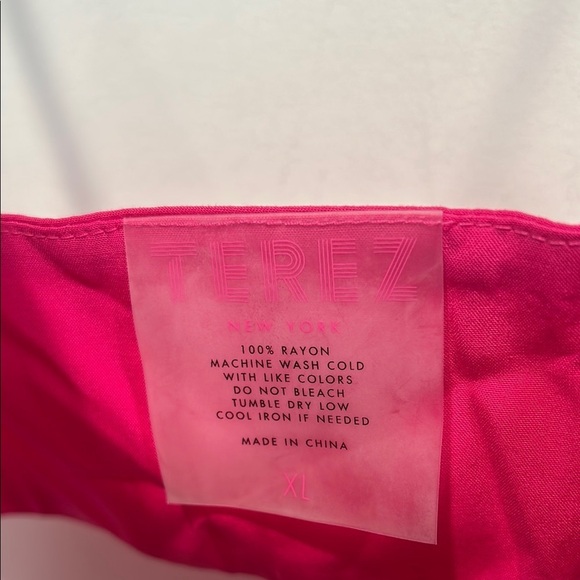 TEREZ
NEW YORK
100% RAYON
MACHINE WASH COLD
WITH LIKE COLORS
DO NOT BLEACH
TUMBLE DRY LOW
COOL IRON IF NEEDED
MADE IN CHINA
XL